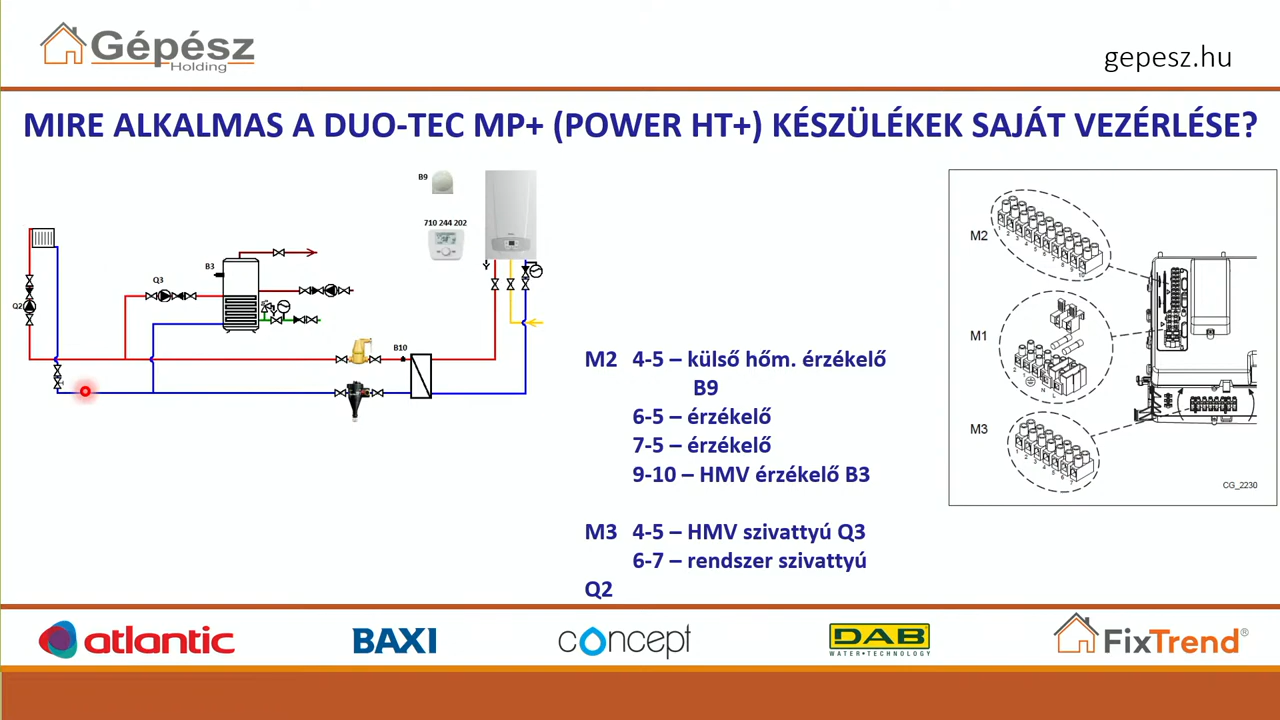 Gépész
Holding
gepesz.hu
MIRE ALKALMAS A DUO-TEC MP+ (POWER HT+) KÉSZÜLÉKEK SAJÁT VEZÉRLÉSE?
B9
710 244 202
B3
Q3
Q2
B10
M2 4-5 – külső hőm. érzékelő
B9
6-5 – érzékelő
7-5 – érzékelő
9-10 – HMV érzékelő B3
M3 4-5 – HMV szivattyú Q3
6-7 – rendszer szivattyú
Q2
M2
M1
M3
CG_2230
atlantic
BAXI
concept
DAB
WATER•TECHNOLOGY
FixTrend®